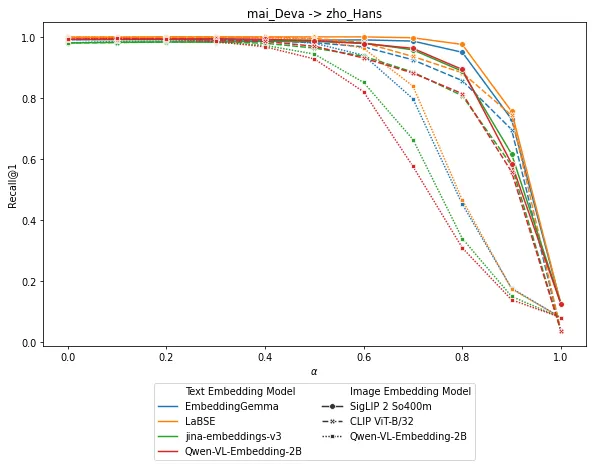 mai_Deva -> zho_Hans
1.0
0.8
0.6
0.4
0.2
0.0
Recall@1
0.0 0.2 0.4 0.6 0.8 1.0
α
Text Embedding Model
EmbeddingGemma
LaBSE
jina-embeddings-v3
Qwen-VL-Embedding-2B
Image Embedding Model
SigLIP 2 So400m
CLIP ViT-B/32
Qwen-VL-Embedding-2B